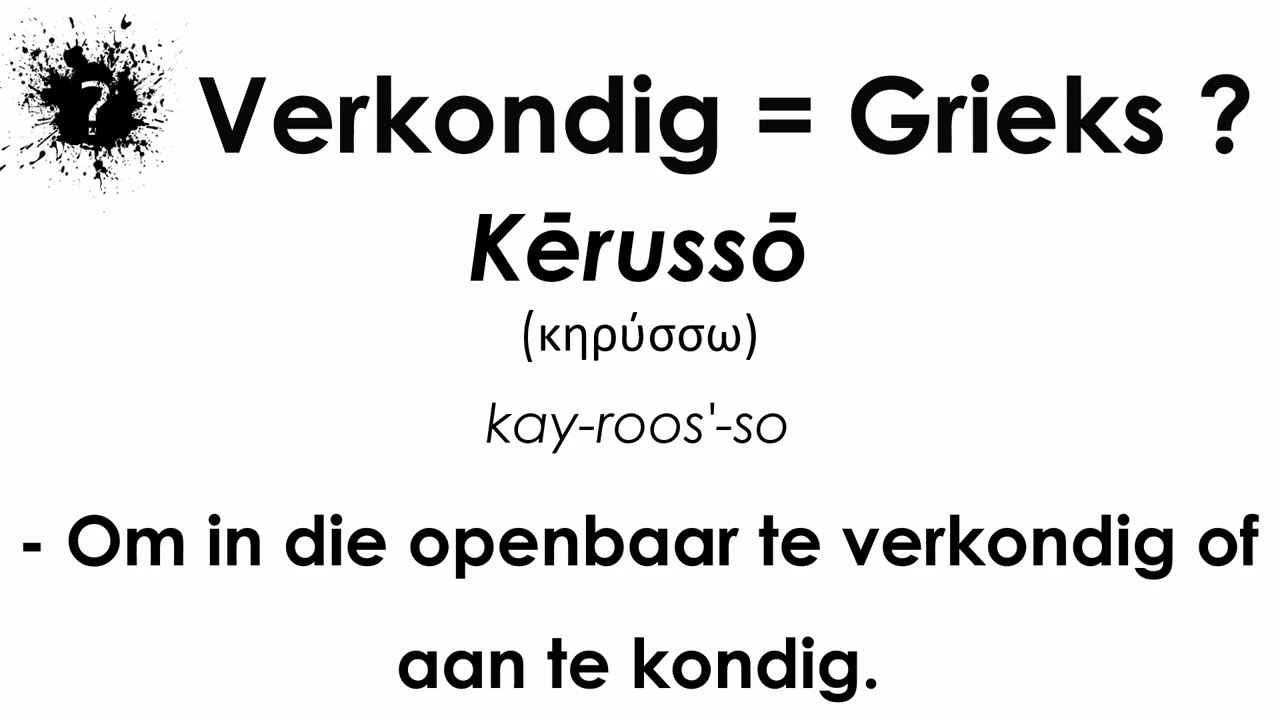 ?
Verkondig = Grieks ?
Kērussō
(κηρύσσω)
kay-roos'-so
- Om in die openbaar te verkondig of
aan te kondig.